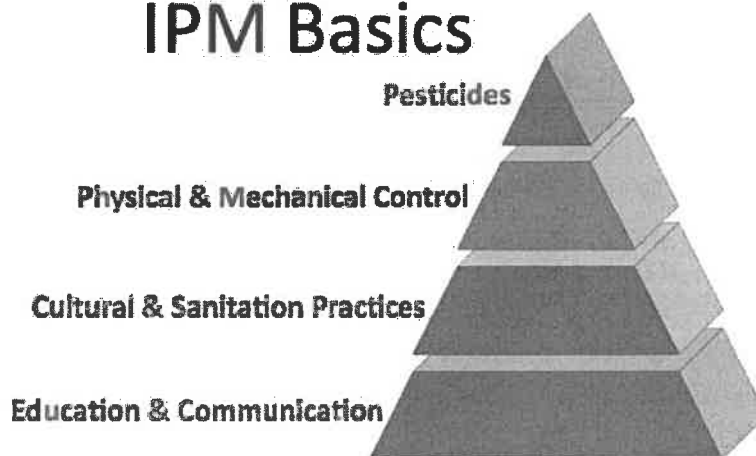 IPM Basics
Pesticides
Physical & Mechanical Control
Cultural & Sanitation Practices
Education & Communication